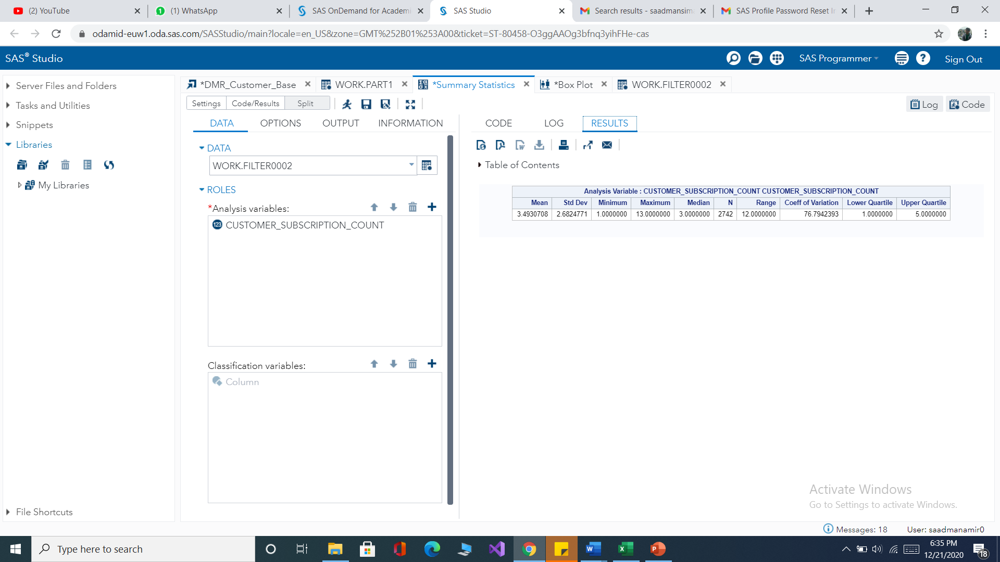 (2) YouTube
(1) WhatsApp
SAS OnDemand for Academi
SAS Studio
Search results - saadmansima
SAS Profile Password Reset In
odamid-euw1.oda.sas.com/SASStudio/main?locale=en_US&zone=GMT%252B01%253A00&ticket=ST-80458-O3ggAAOg3bfnq3yihFHe-cas
SAS® Studio
SAS Programmer
Sign Out
Server Files and Folders
Tasks and Utilities
Snippets
Libraries
My Libraries
File Shortcuts
*DMR_Customer_Base
WORK.PART1
*Summary Statistics
*Box Plot
WORK.FILTER0002
Settings
Code/Results
Split
Log
Code
DATA
OPTIONS
OUTPUT
INFORMATION
DATA
WORK.FILTER0002
ROLES
*Analysis variables:
123 CUSTOMER_SUBSCRIPTION_COUNT
Classification variables:
Column
CODE
LOG
RESULTS
Table of Contents
Analysis Variable : CUSTOMER_SUBSCRIPTION_COUNT CUSTOMER_SUBSCRIPTION_COUNT
Mean Std Dev Minimum Maximum Median N Range Coeff of Variation Lower Quartile Upper Quartile
3.4930708 2.6824771 1.0000000 13.0000000 3.0000000 2742 12.0000000 76.7942393 1.0000000 5.0000000
Activate Windows
Go to Settings to activate Windows.
Messages: 18
User: saadmanamir0
Type here to search
6:35 PM
12/21/2020
18